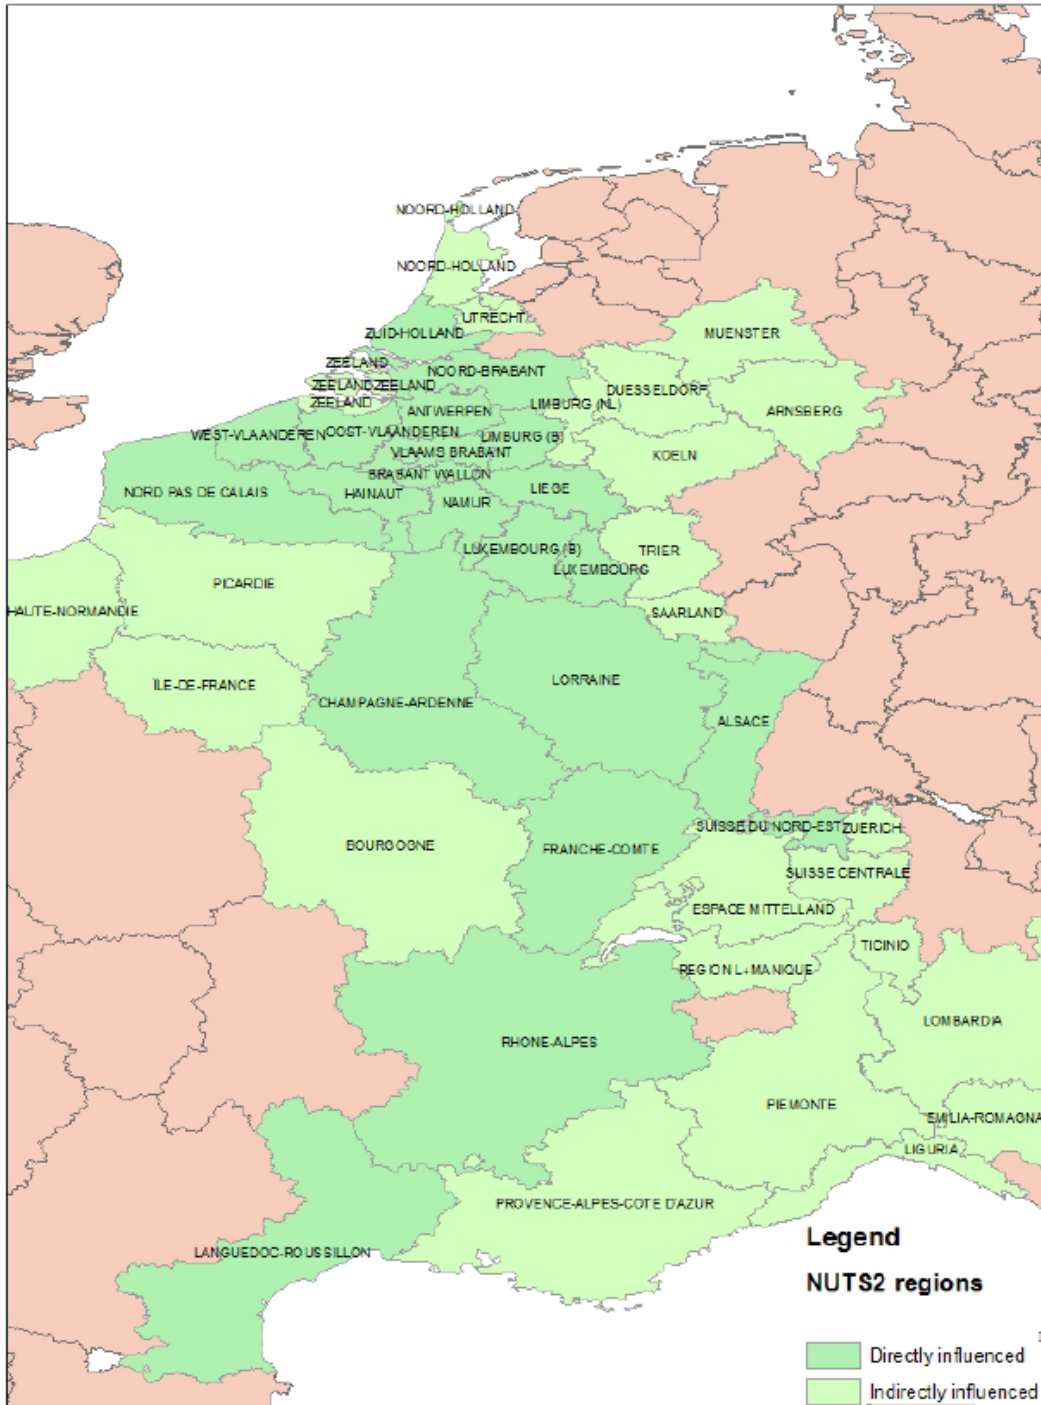 NOORD-HOLLAND
NOORD-HOLLAND
UTRECHT
ZUID-HOLLAND
MUENSTER
ZEELAND
NOORD-BRABANT
ZEELAND ZEELAND
DUESSELDORF
ZEELAND
LIMBURG (NL)
ANTWERPEN
ARNSBERG
WEST-VLAANDEREN
OOST-VLAANDEREN
LIMBURG (B)
VLAAMS BRABANT
KOELN
BRABANT WALLON
NORD PAS DE CALAIS
HAINAUT
LIEGE
NAMUR
LUXEMBOURG (B)
TRIER
LUXEMBOURG
PICARDIE
HAUTE-NORMANDIE
SAARLAND
ÎLE-DE-FRANCE
LORRAINE
CHAMPAGNE-ARDENNE
ALSACE
SUISSE DU NORD-EST
ZUERICH
BOURGOGNE
FRANCHE-COMTE
SUISSE CENTRALE
ESPACE MITTELLAND
TICINIO
REGION L+MANIQUE
LOMBARDIA
RHONE-ALPES
PIEMONTE
EMILIA-ROMAGNA
LIGURIA
PROVENCE-ALPES-COTE D'AZUR
LANGUEDOC-ROUSSILLON
Legend
NUTS2 regions
Directly influenced
Indirectly influenced